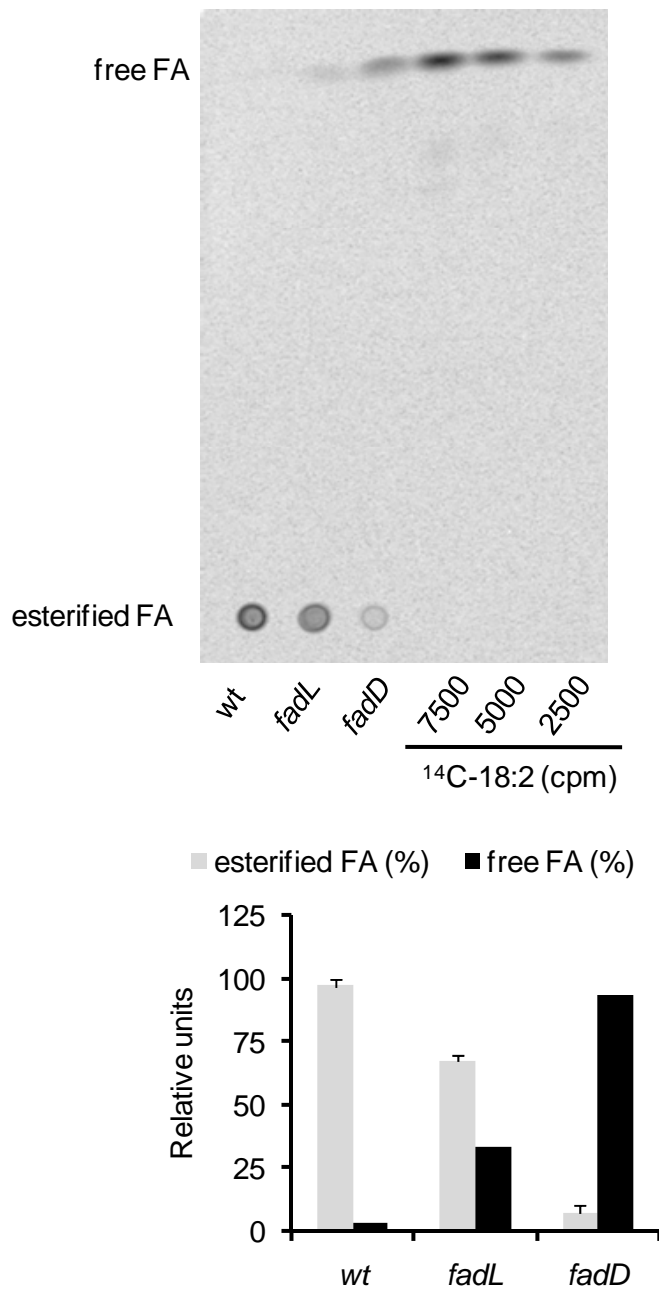 free FA
esterified FA
wt fadL fadD 7500 5000 2500
¹⁴C-18:2 (cpm)
esterified FA (%) free FA (%)
Relative units
125
100
75
50
25
0
wt fadL fadD